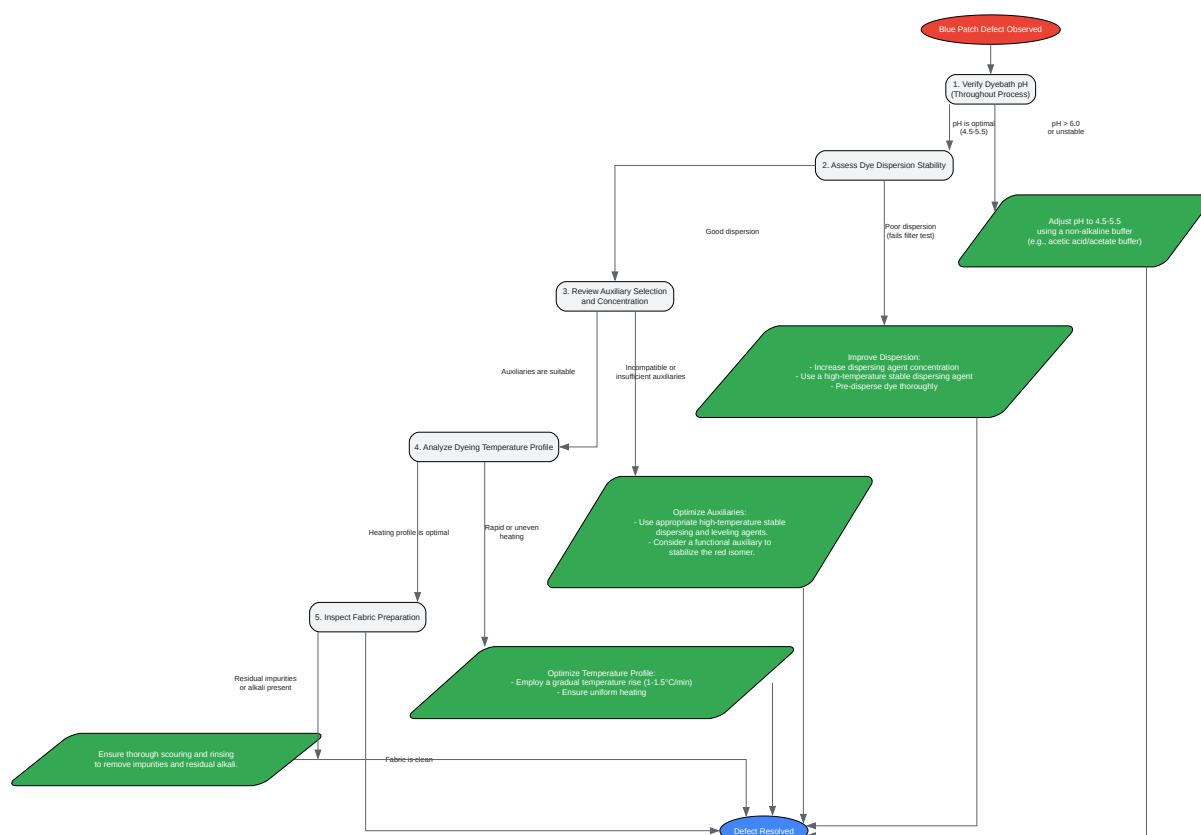 Blue Patch Defect Observed
1. Verify Dyebath pH
(Throughout Process)
pH is optimal
(4.5-5.5)
pH > 6.0
or unstable
2. Assess Dye Dispersion Stability
Adjust pH to 4.5-5.5
using a non-alkaline buffer
(e.g., acetic acid/acetate buffer)
Good dispersion
Poor dispersion
(fails filter test)
3. Review Auxiliary Selection
and Concentration
Improve Dispersion:
- Increase dispersing agent concentration
- Use a high-temperature stable dispersing agent
- Pre-disperse dye thoroughly
Auxiliaries are suitable
Incompatible or
insufficient auxiliaries
4. Analyze Dyeing Temperature Profile
Optimize Auxiliaries:
- Use appropriate high-temperature stable
dispersing and leveling agents.
- Consider a functional auxiliary to
stabilize the red isomer.
Heating profile is optimal
Rapid or uneven
heating
5. Inspect Fabric Preparation
Optimize Temperature Profile:
- Employ a gradual temperature rise (1-1.5°C/min)
- Ensure uniform heating
Residual impurities
or alkali present
Ensure thorough scouring and rinsing
to remove impurities and residual alkali.
Fabric is clean
Defect Resolved